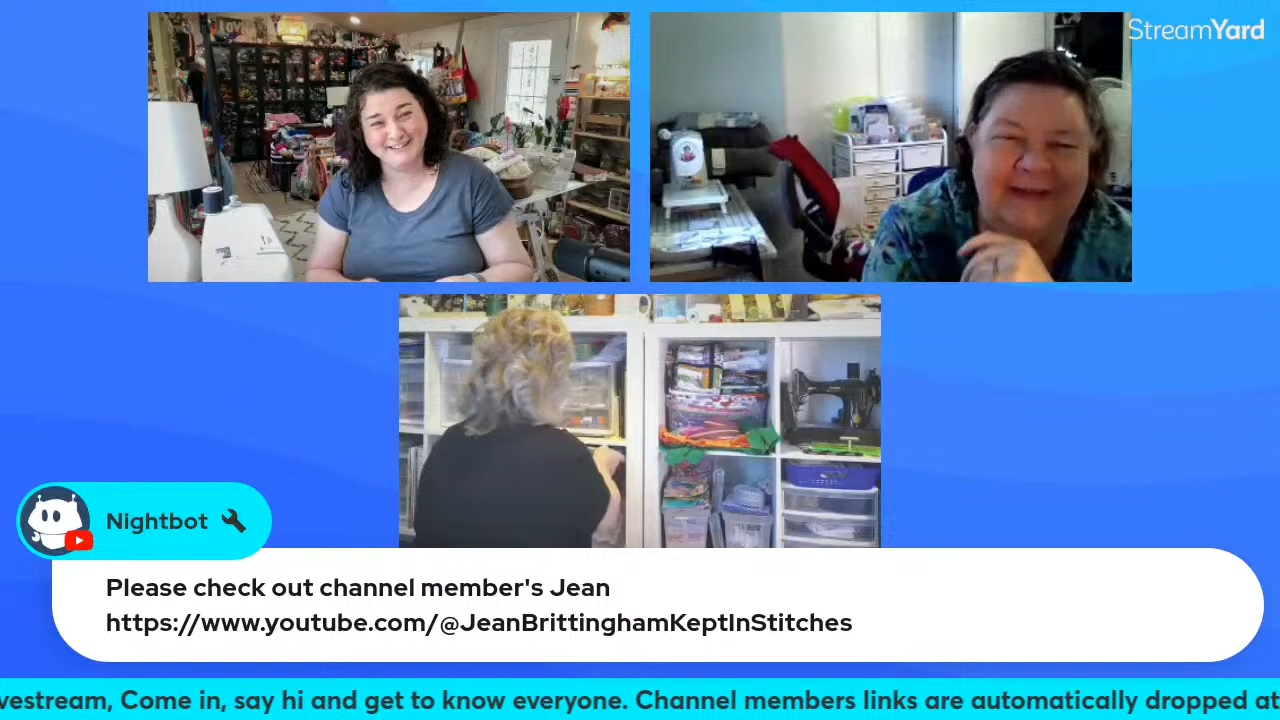 StreamYard
LOVE
Nightbot
Please check out channel member's Jean
https://www.youtube.com/@JeanBrittinghamKeptInStitches
vestream, Come in, say hi and get to know everyone. Channel members links are automatically dropped at